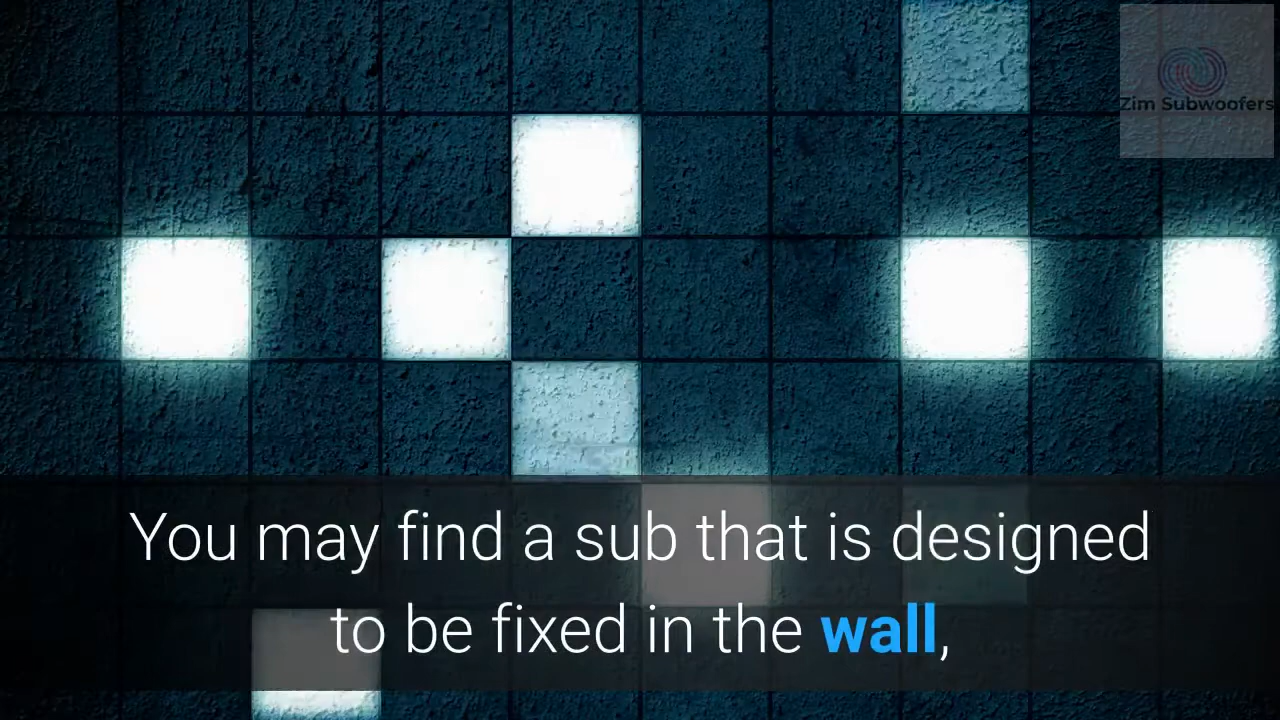 Zim Subwoofers
You may find a sub that is designed
to be fixed in the wall,